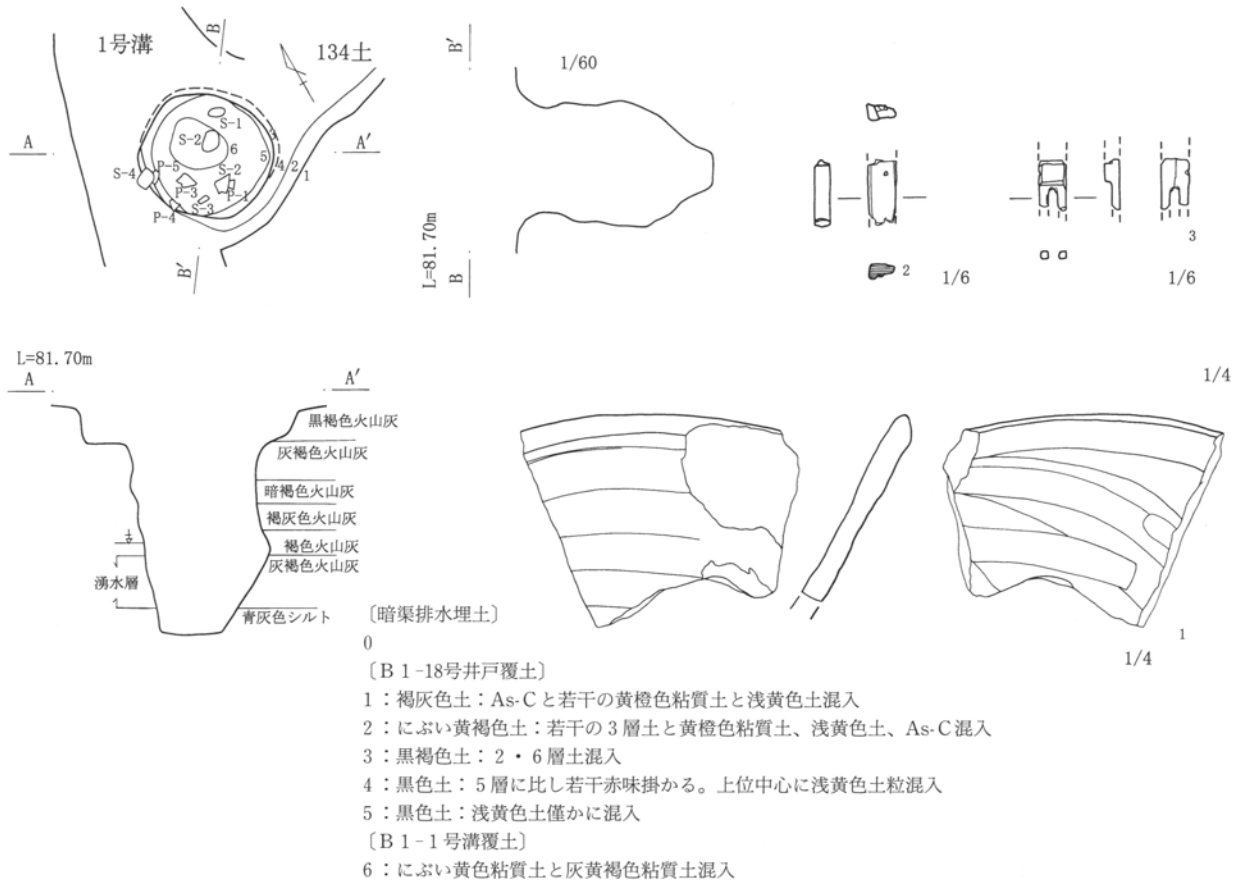 B
1号溝
134土
A
A′
S-1
S-2
6
5
4
2
1
P-5
S-2
S-4
P-3
P-1
P-4
S-3
B′
B′
1/60
L=81.70m
B
2
1/6
3
1/6
L=81.70m
A
A′
黒褐色火山灰
灰褐色火山灰
暗褐色火山灰
褐灰色火山灰
褐色火山灰
灰褐色火山灰
湧水層
青灰色シルト
1/4
1
1/4
〔暗渠排水埋土〕
0
〔B1-18号井戸覆土〕
1：褐灰色土：As-Cと若干の黄橙色粘質土と浅黄色土混入
2：にぶい黄褐色土：若干の3層土と黄橙色粘質土、浅黄色土、As-C混入
3：黒褐色土：2・6層土混入
4：黒色土：5層に比し若干赤味掛かる。上位中心に浅黄色土粒混入
5：黒色土：浅黄色土僅かに混入
〔B1-1号溝覆土〕
6：にぶい黄色粘質土と灰黄褐色粘質土混入